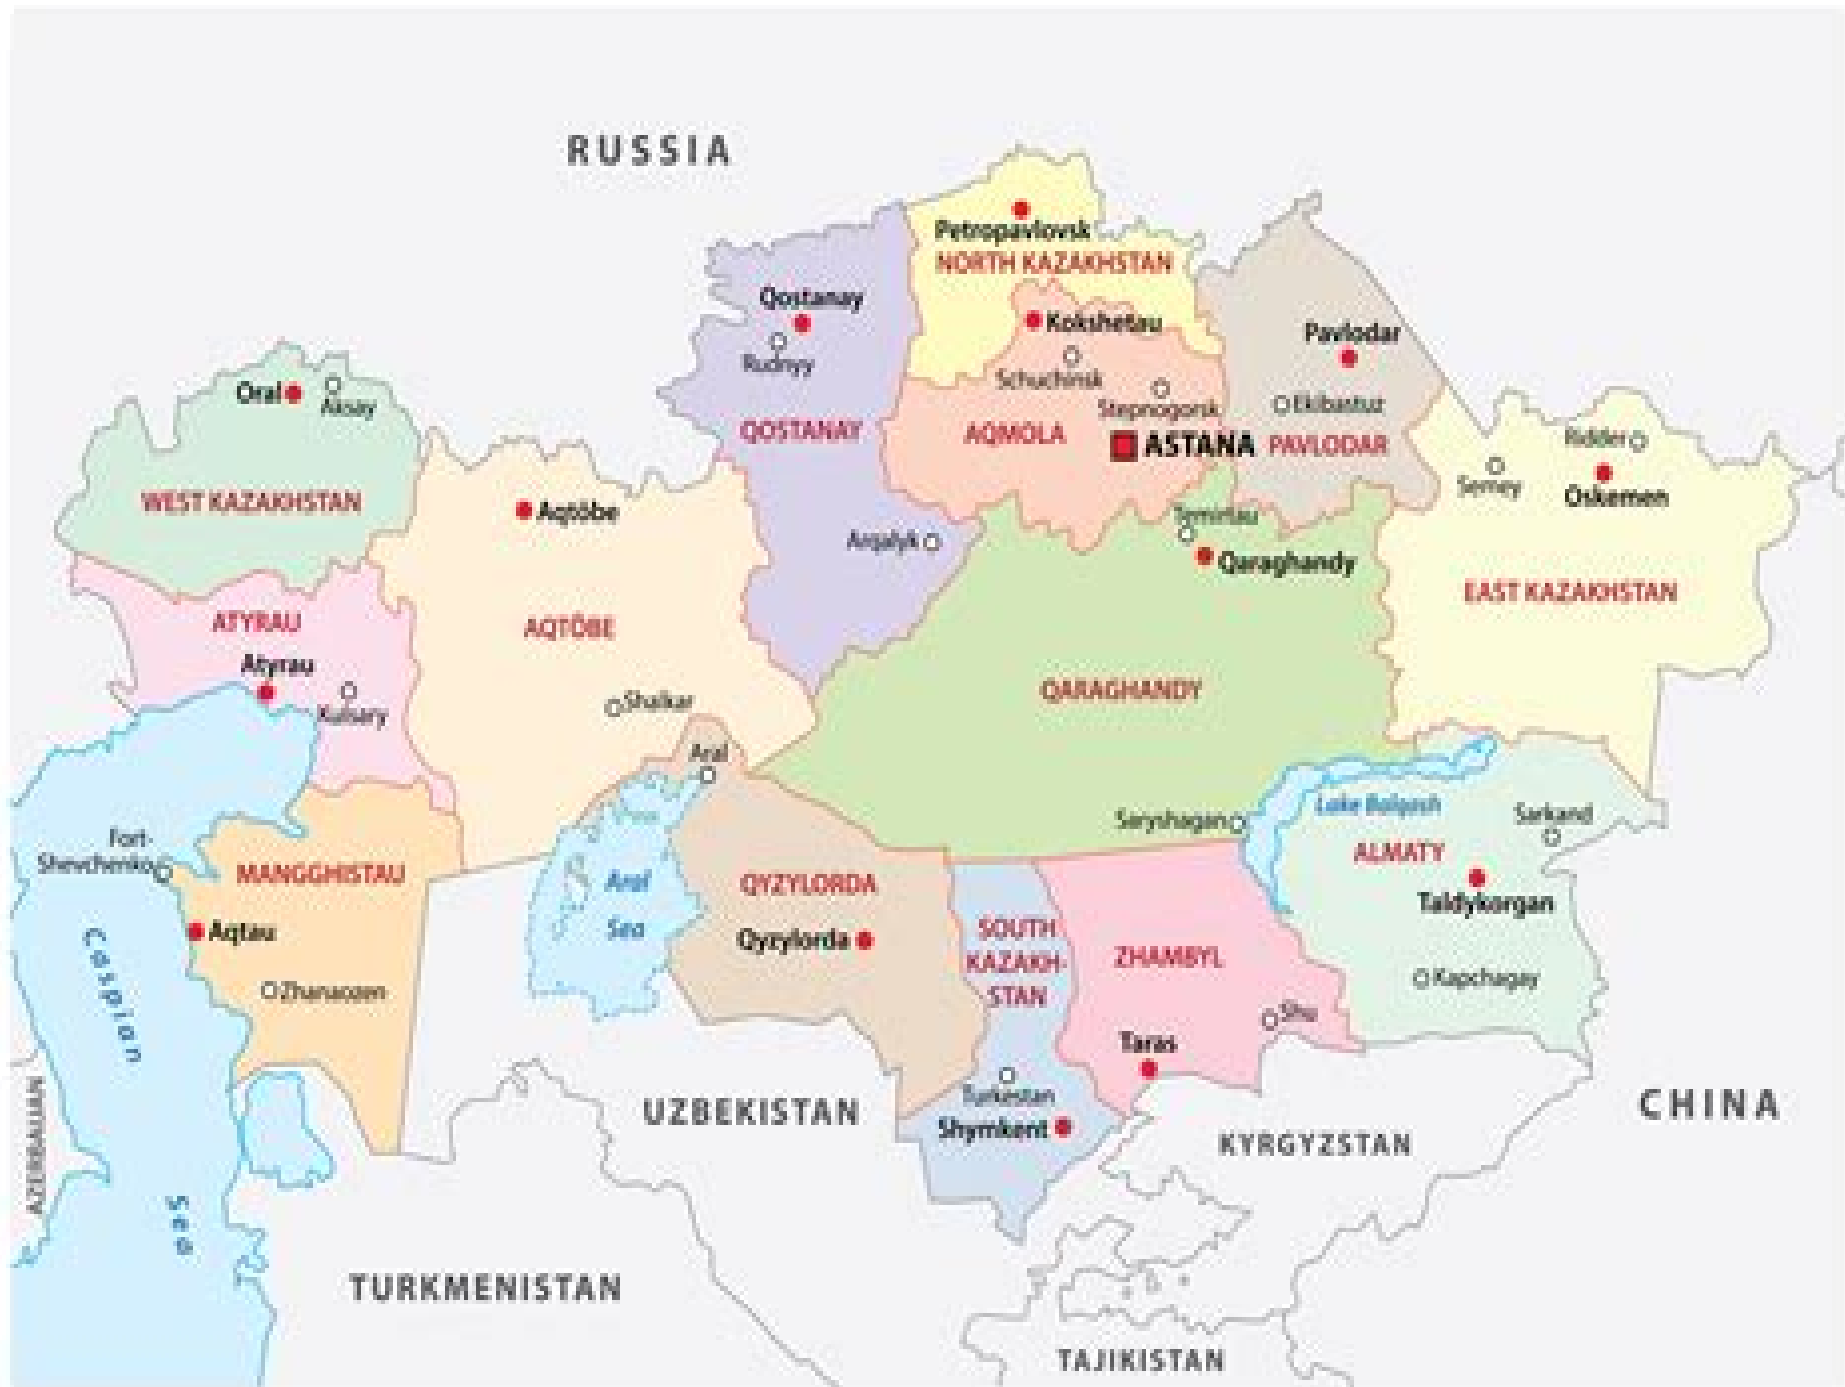 RUSSIA
Petropavlovsk
NORTH KAZAKHSTAN
Qostanay
Kokshetau
Rudnyy
Schuchinsk
Pavlodar
Oral
Aksay
Stepnogorsk
Ekibastuz
QOSTANAY
AQMOLA
ASTANA
PAVLODAR
Ridder
Semey
Oskemen
WEST KAZAKHSTAN
Aqtöbe
Arqalyk
Temirtau
Qaraghandy
EAST KAZAKHSTAN
ATYRAU
AQTÖBE
Atyrau
Kulsary
Shalkar
QARAGHANDY
Aral
Saryshagan
Lake Balqash
Sarkand
Fort-
Shevchenko
MANGGHISTAU
Aral
Sea
QYZYLORDA
ALMATY
Taldykorgan
Aqtau
Qyzylorda
SOUTH
KAZAKH-
STAN
ZHAMBYL
Zhanaozen
Kapchagay
Caspian
Sea
Shu
Taras
Turkestan
Shymkent
AZERBAIJAN
UZBEKISTAN
KYRGYZSTAN
CHINA
TURKMENISTAN
TAJIKISTAN